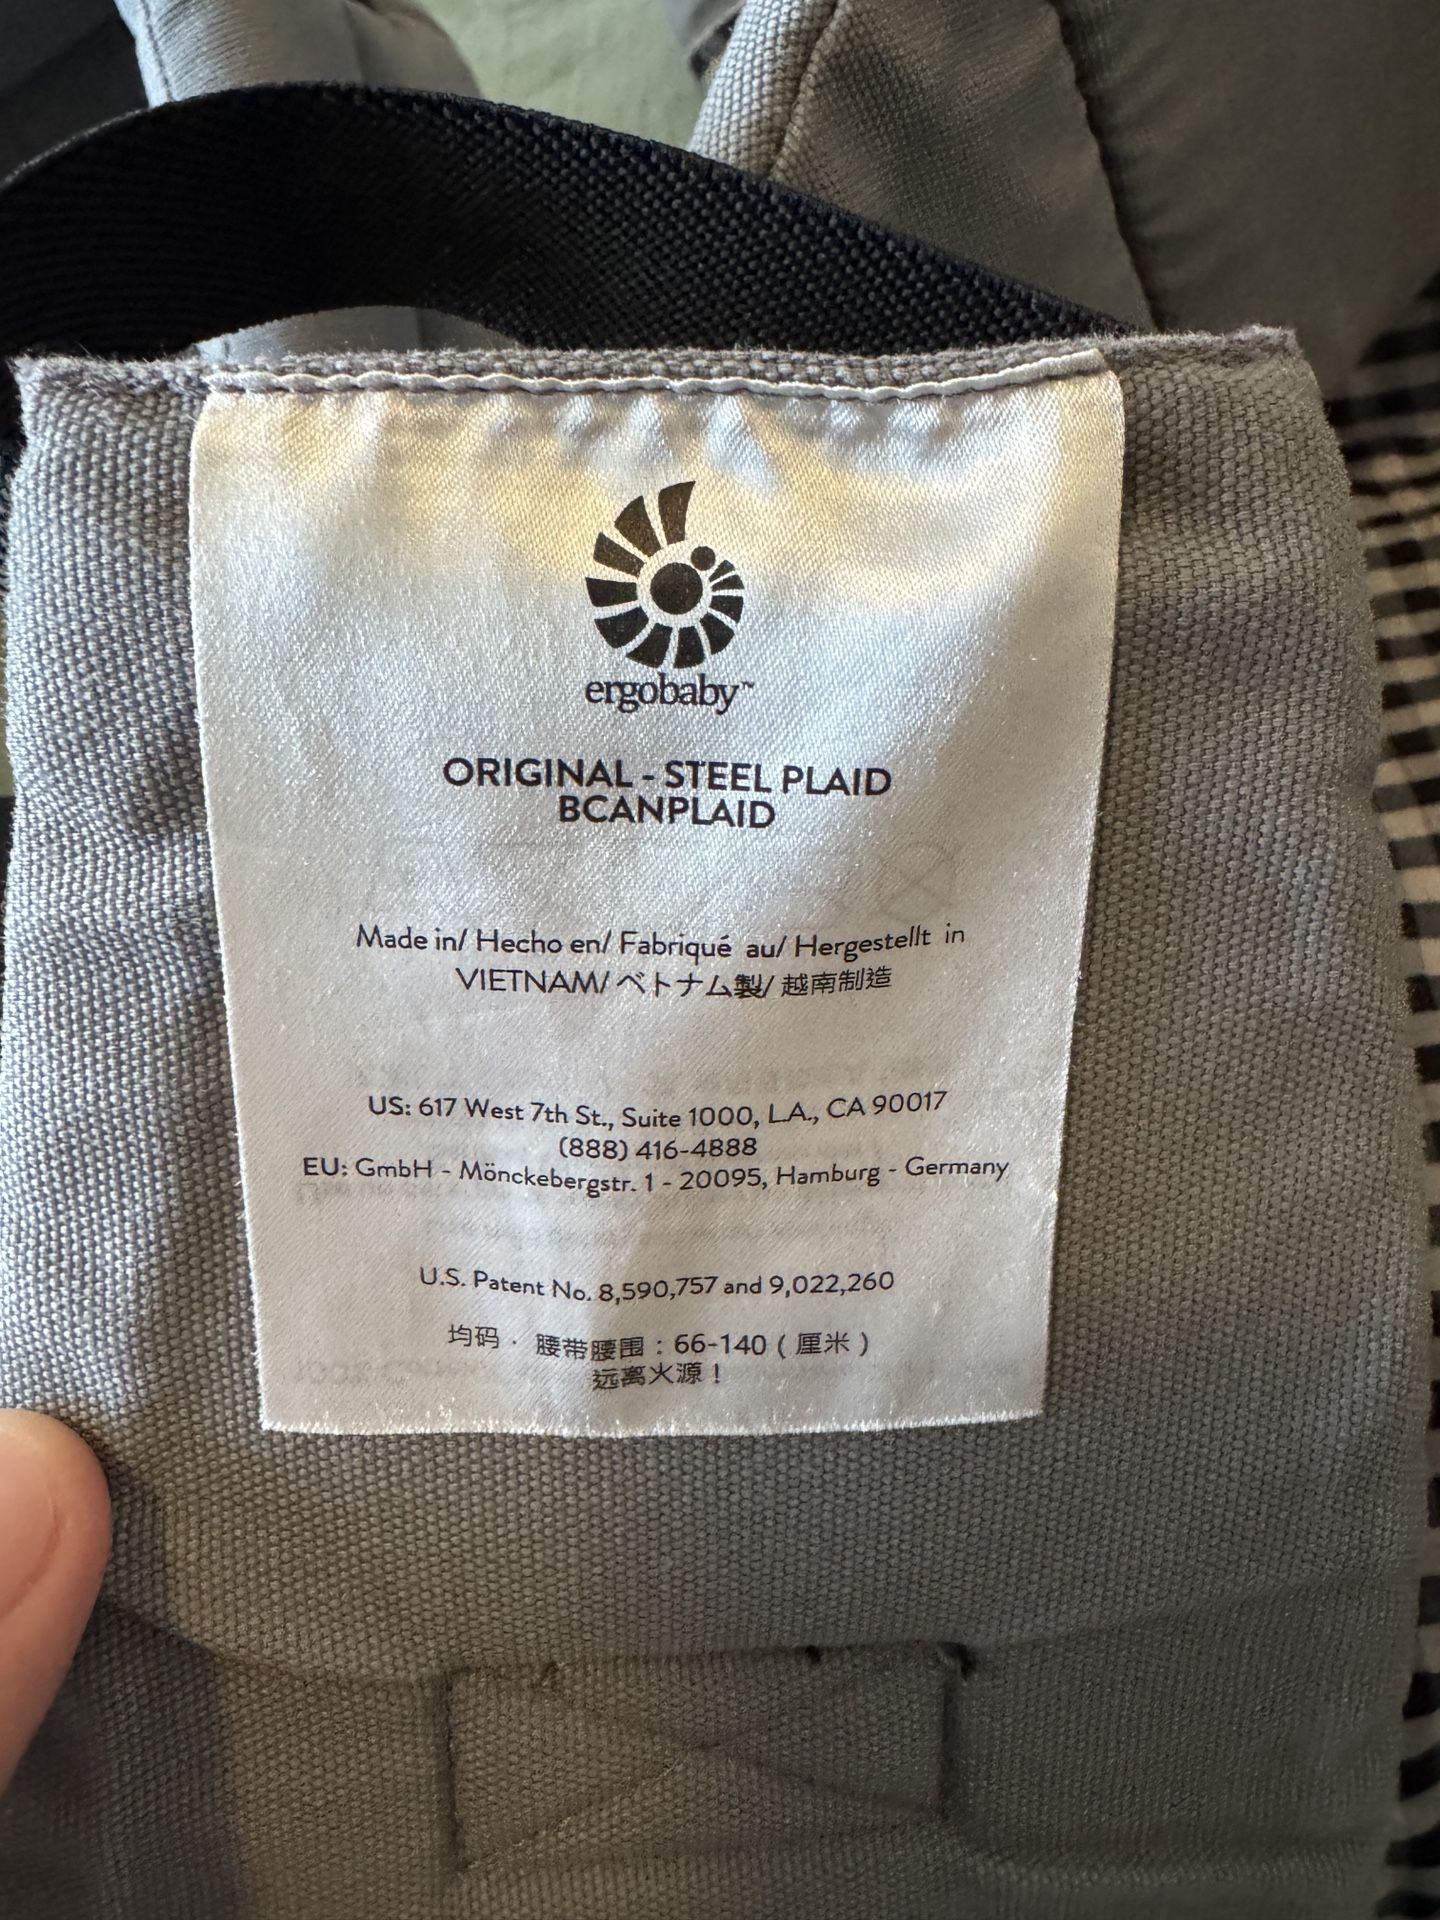 ergobaby™
ORIGINAL - STEEL PLAID
BCANPLAID
Made in/ Hecho en/ Fabriqué au/ Hergestellt in
VIETNAM/ ベトナム製/ 越南制造
US: 617 West 7th St., Suite 1000, L.A., CA 90017
(888) 416-4888
EU: GmbH - Mönckebergstr. 1 - 20095, Hamburg - Germany
U.S. Patent No. 8,590,757 and 9,022,260
均码 · 腰带腰围：66-140（厘米）
远离火源！